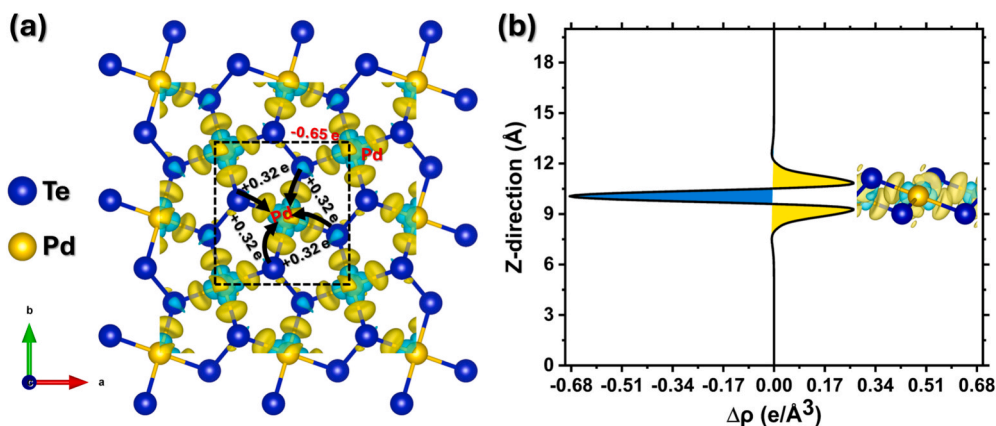 (a)
Te
Pd
b
a
-0.65 e
Pd
+0.32 e
+0.32 e
Pd
+0.32 e
+0.32 e
(b)
Z-direction (Å)
18
15
12
9
6
3
0
-0.68 -0.51 -0.34 -0.17 0.00 0.17 0.34 0.51 0.68
Δρ (e/Å³)